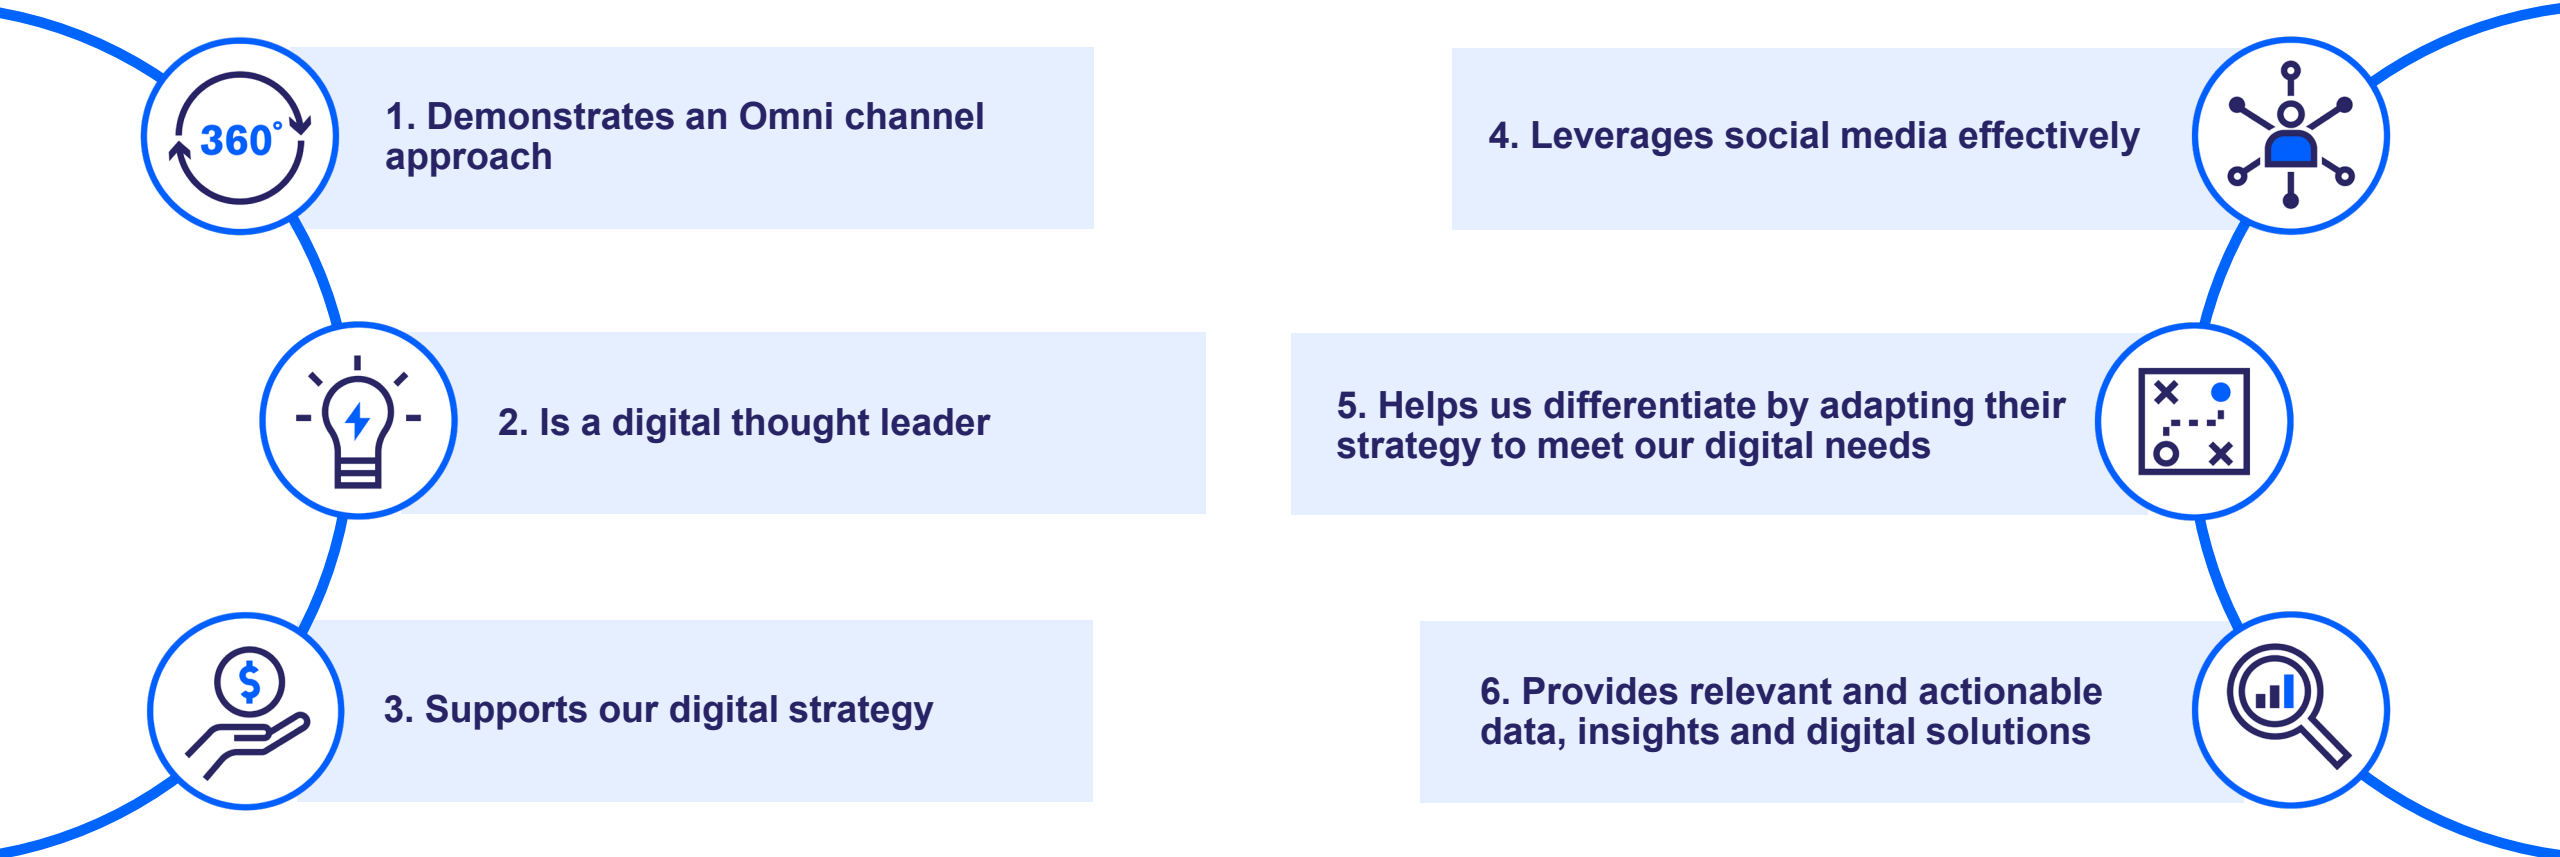 360°
1. Demonstrates an Omni channel
approach
2. Is a digital thought leader
$
3. Supports our digital strategy
4. Leverages social media effectively
5. Helps us differentiate by adapting their
strategy to meet our digital needs
6. Provides relevant and actionable
data, insights and digital solutions